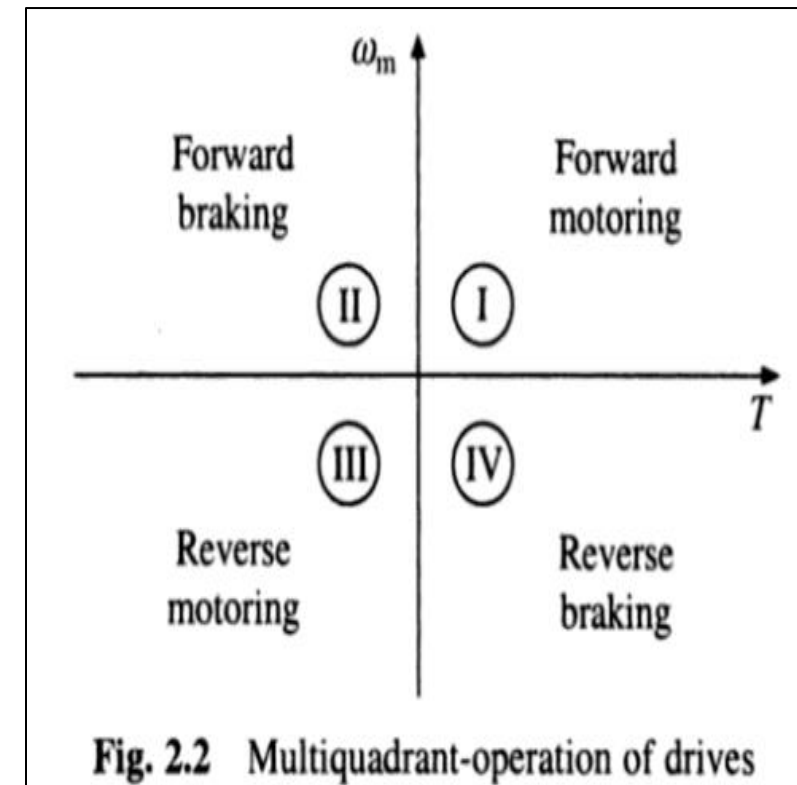 ωm
Forward
braking
Forward
motoring
II
I
T
III
IV
Reverse
motoring
Reverse
braking
Fig. 2.2 Multiquadrant-operation of drives